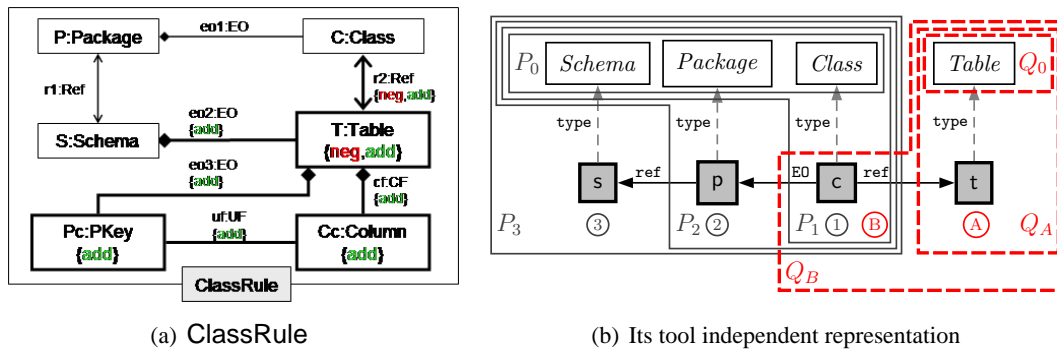 eo1:EO
P:Package
C:Class
r1:Ref
r2:Ref
{neg,add}
eo2:EO
{add}
S:Schema
T:Table
{neg,add}
eo3:EO
{add}
cf:CF
{add}
uf:UF
{add}
Pc:PKey
{add}
Cc:Column
{add}
ClassRule
(a) ClassRule
P0
Schema
Package
Class
Table
Q0
type
type
type
type
s
ref
p
EO
c
ref
t
P3
3
P2
2
P1
1
B
A
QA
QB
(b) Its tool independent representation